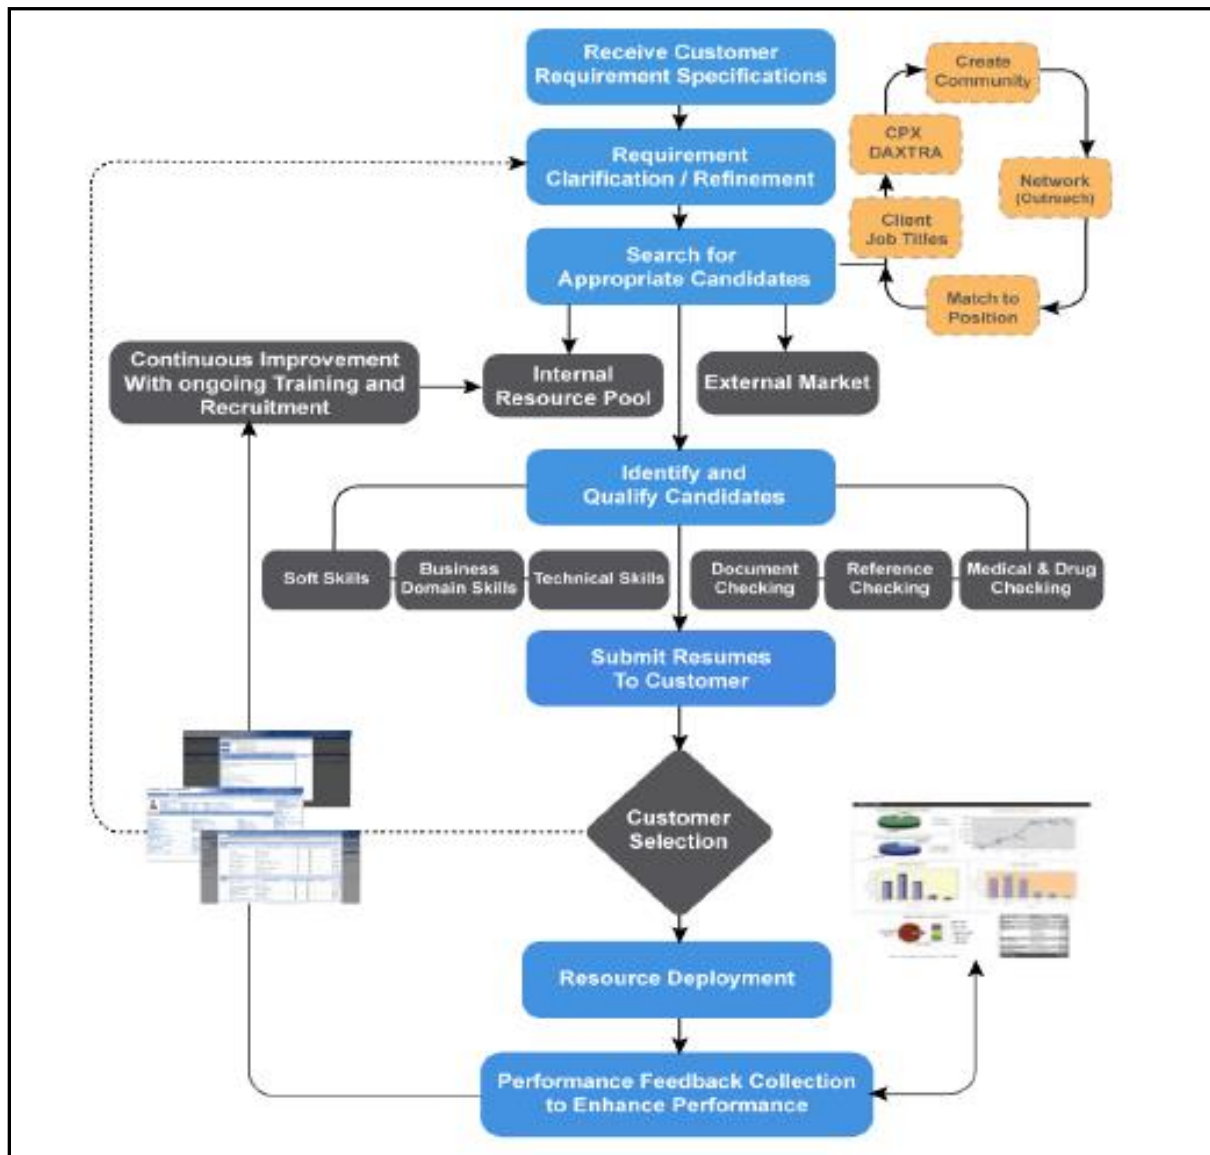 Receive Customer
Requirement Specifications
Create
Community
CPX
DAXTRA
Requirement
Clarification / Refinement
Network
(Outreach)
Client
Job Titles
Search for
Appropriate Candidates
Match to
Position
Continuous Improvement
With ongoing Training and
Recruitment
Internal
Resource Pool
External Market
Identify and
Qualify Candidates
Soft Skills
Business
Domain Skills
Technical Skills
Document
Checking
Reference
Checking
Medical & Drug
Checking
Submit Resumes
To Customer
Customer
Selection
Resource Deployment
Performance Feedback Collection
to Enhance Performance